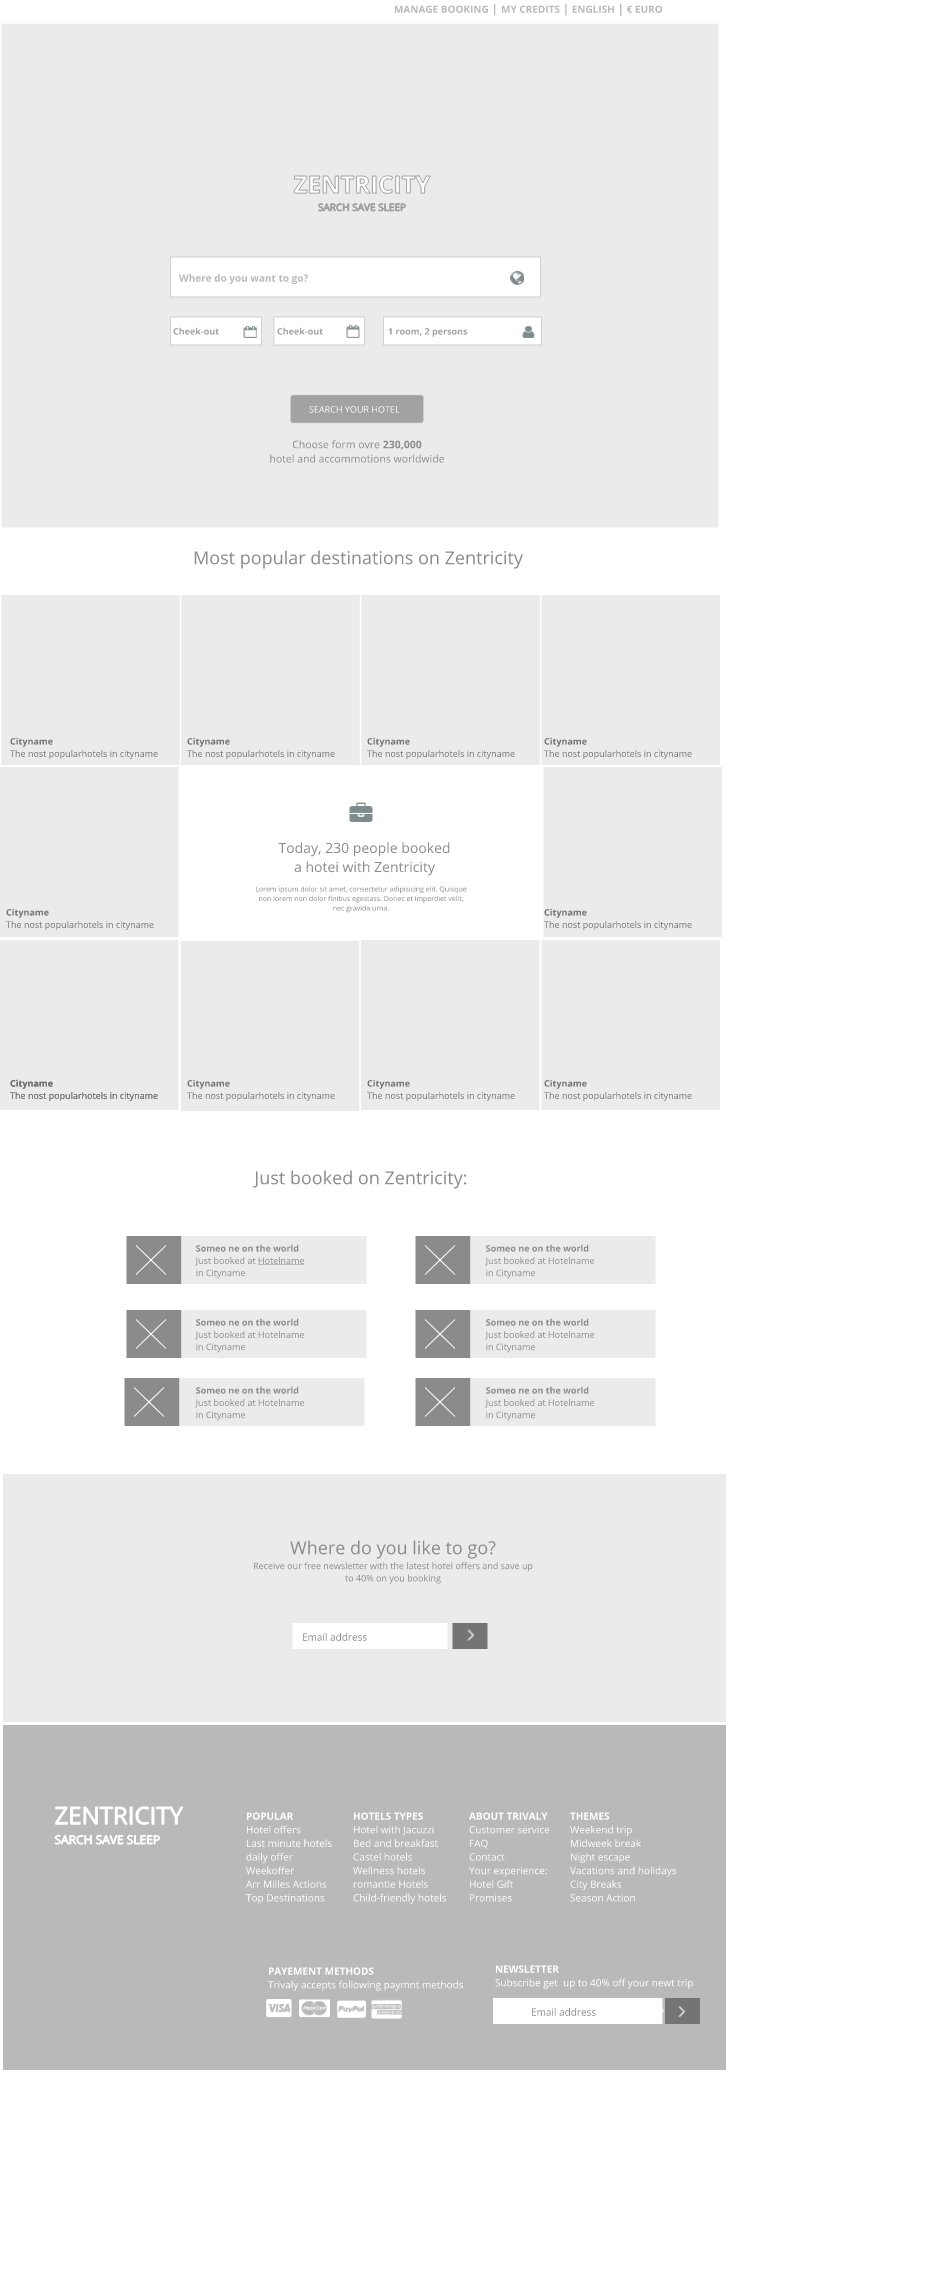 MANAGE BOOKING | MY CREDITS | ENGLISH | € EURO
ZENTRICITY
SARCH SAVE SLEEP
Where do you want to go?
Cheek-out
Cheek-out
1 room, 2 persons
SEARCH YOUR HOTEL
Choose form ovre 230,000
hotel and accommotions worldwide
Most popular destinations on Zentricity
Cityname
The nost popularhotels in cityname
Cityname
The nost popularhotels in cityname
Cityname
The nost popularhotels in cityname
Cityname
The nost popularhotels in cityname
Cityname
The nost popularhotels in cityname
Today, 230 people booked
a hotei with Zentricity
Lorem ipsum dolor sit amet, consectetur adipisicing elit. Quisque
non lorem non dolor finibus egestass. Donec et imperdiet velit,
nec gravida urna.
Cityname
The nost popularhotels in cityname
Cityname
The nost popularhotels in cityname
Cityname
The nost popularhotels in cityname
Cityname
The nost popularhotels in cityname
Cityname
The nost popularhotels in cityname
Just booked on Zentricity:
Someo ne on the world
Just booked at Hotelname
in Cityname
Someo ne on the world
Just booked at Hotelname
in Cityname
Someo ne on the world
Just booked at Hotelname
in Cityname
Someo ne on the world
Just booked at Hotelname
in Cityname
Someo ne on the world
Just booked at Hotelname
in Cityname
Someo ne on the world
Just booked at Hotelname
in Cityname
Where do you like to go?
Receive our free newsletter with the latest hotel offers and save up
to 40% on you booking
Email address
ZENTRICITY
SARCH SAVE SLEEP
POPULAR
Hotel offers
Last minute hotels
daily offer
Weekoffer
Arr Milles Actions
Top Destinations
HOTELS TYPES
Hotel with Jacuzzi
Bed and breakfast
Castel hotels
Wellness hotels
romantie Hotels
Child-friendly hotels
ABOUT TRIVALY
Customer service
FAQ
Contact
Your experience:
Hotel Gift
Promises
THEMES
Weekend trip
Midweek break
Night escape
Vacations and holidays
City Breaks
Season Action
PAYEMENT METHODS
Trivaly accepts following paymnt methods
VISA
MasterCard
PayPal
NEWSLETTER
Subscribe get up to 40% off your newt trip
Email address